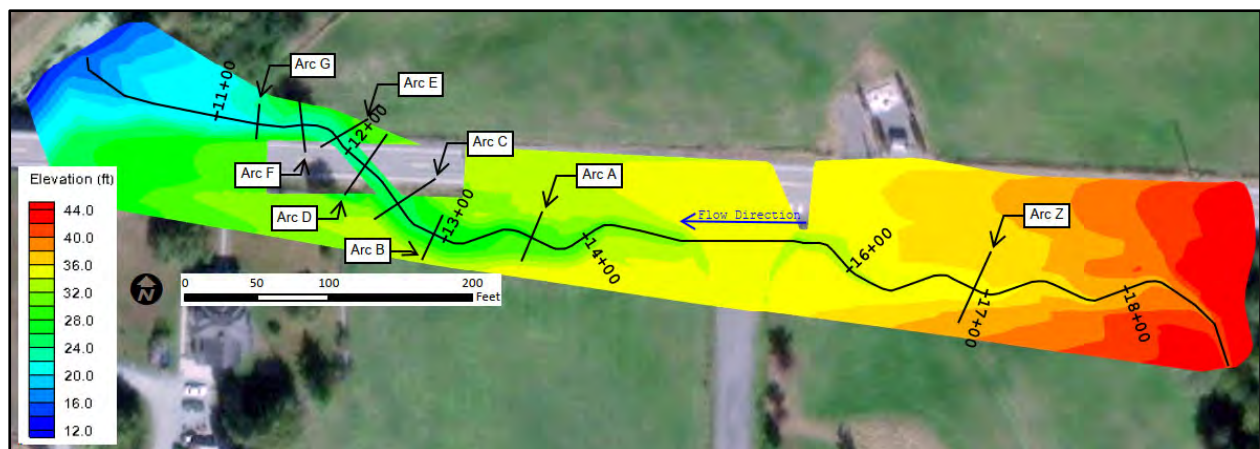 Arc G
Arc E
11+00
12+00
Arc C
Arc F
Elevation (ft)
44.0
40.0
36.0
32.0
28.0
24.0
20.0
16.0
12.0
Arc D
Arc A
13+00
Arc B
Flow Direction
14+00
Arc Z
16+00
17+00
18+00
N
0 50 100 200
Feet